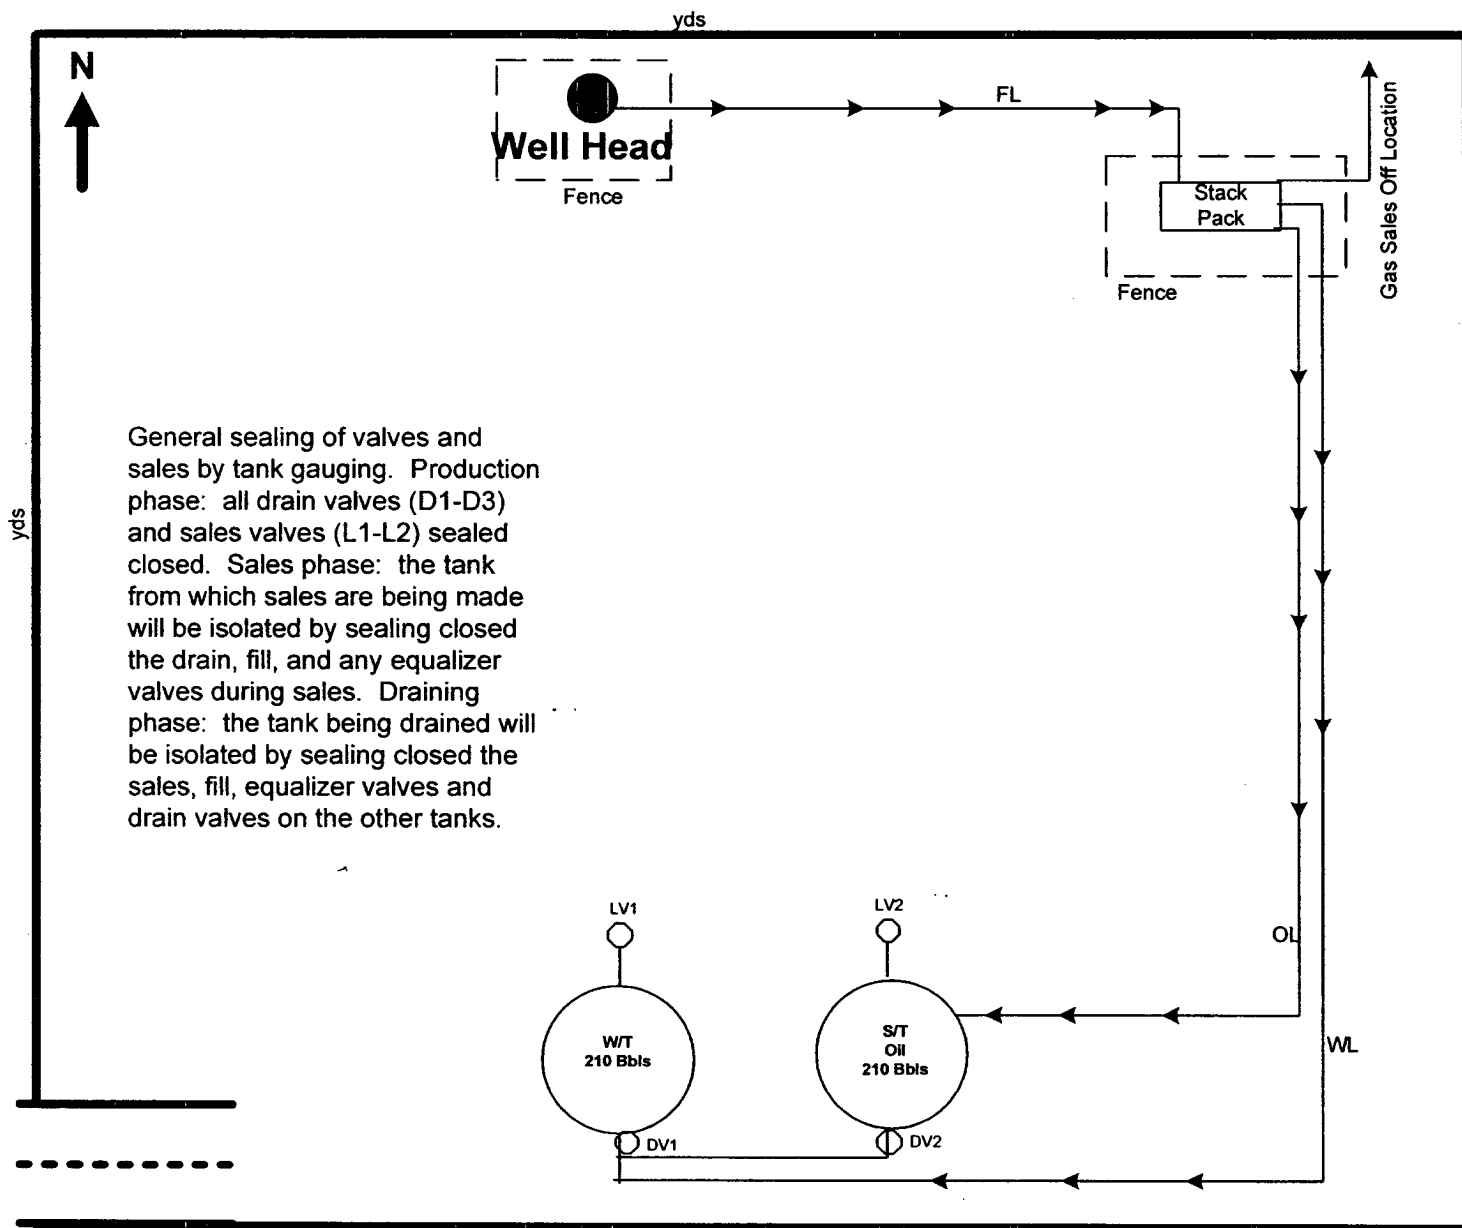 yds
N
FL
Well Head
Fence
Stack
Pack
Gas Sales Off Location
Fence
yds
General sealing of valves and
sales by tank gauging. Production
phase: all drain valves (D1-D3)
and sales valves (L1-L2) sealed
closed. Sales phase: the tank
from which sales are being made
will be isolated by sealing closed
the drain, fill, and any equalizer
valves during sales. Draining
phase: the tank being drained will
be isolated by sealing closed the
sales, fill, equalizer valves and
drain valves on the other tanks.
LV1
LV2
OL
W/T
210 Bbls
S/T
Oil
210 Bbls
WL
DV1
DV2